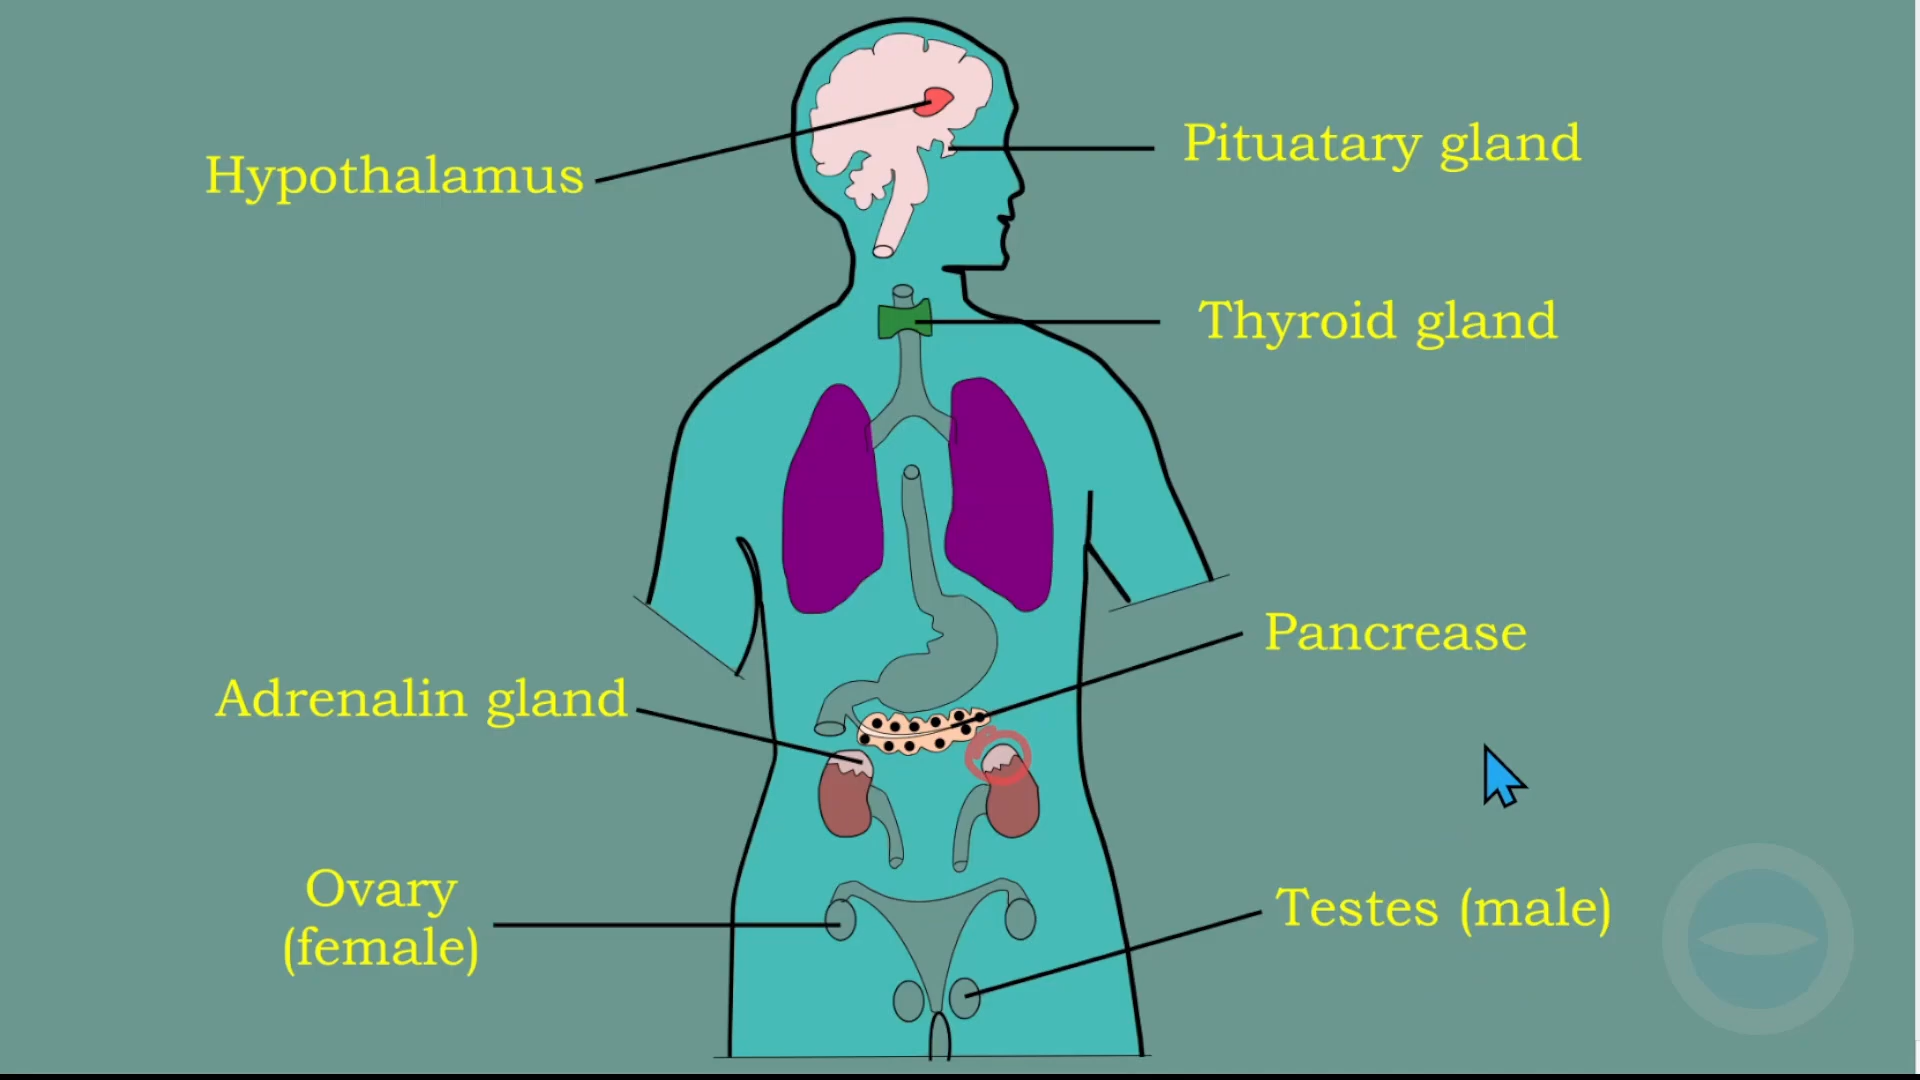 Hypothalamus
Pituatary gland
Thyroid gland
Pancrease
Adrenalin gland
Ovary
(female)
Testes (male)